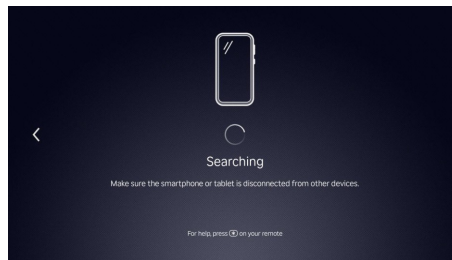 Searching
Make sure the smartphone or tablet is disconnected from other devices.
For help, press ✱ on your remote